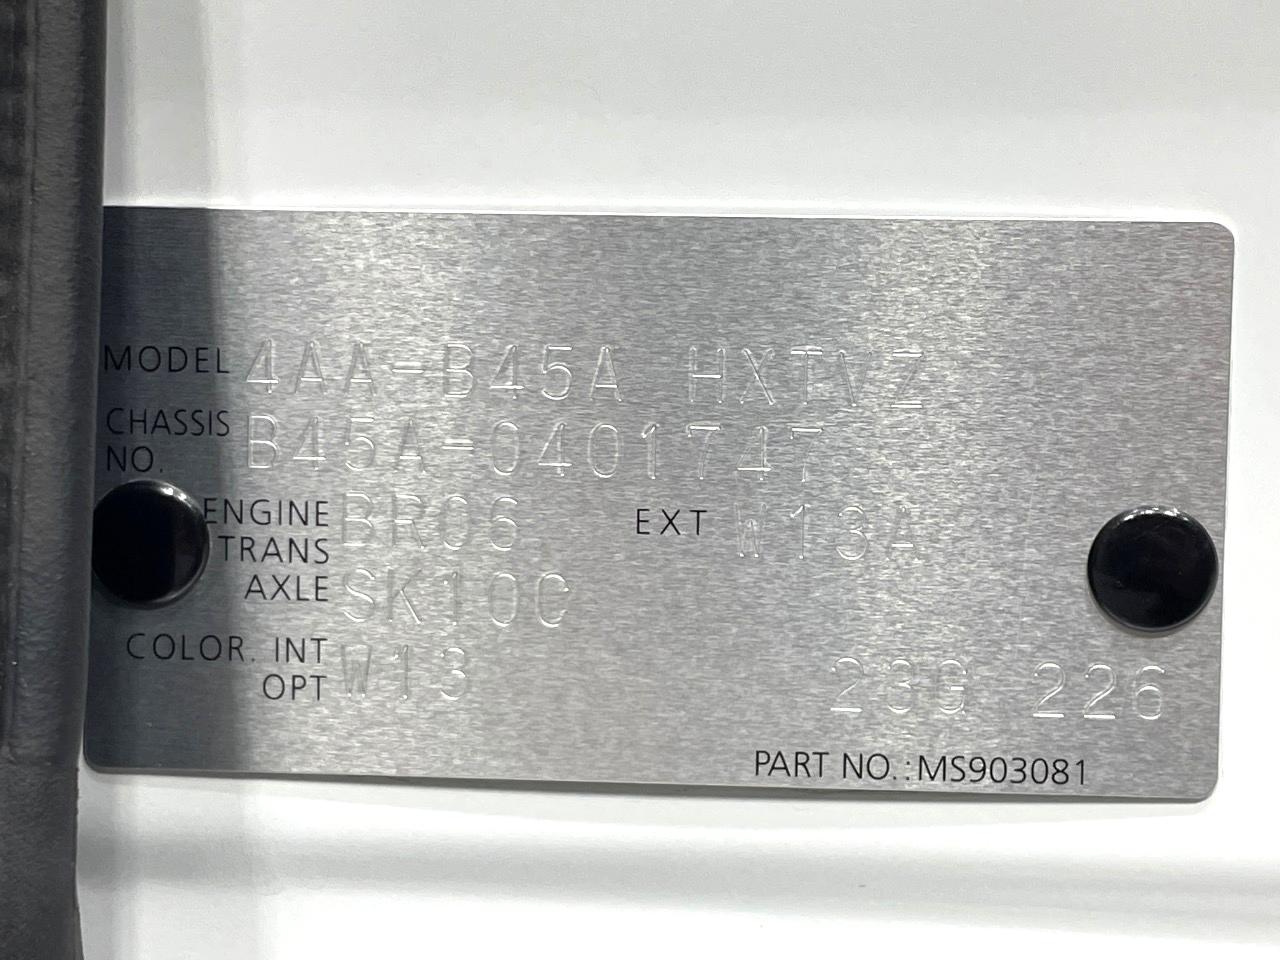 MODEL 4AA-B45A HXTVZ
CHASSIS
NO. B45A-0401747
ENGINE BR06 EXT W13A
TRANS
AXLE SK10C
COLOR. INT W13
OPT 23G 226
PART NO.:MS903081